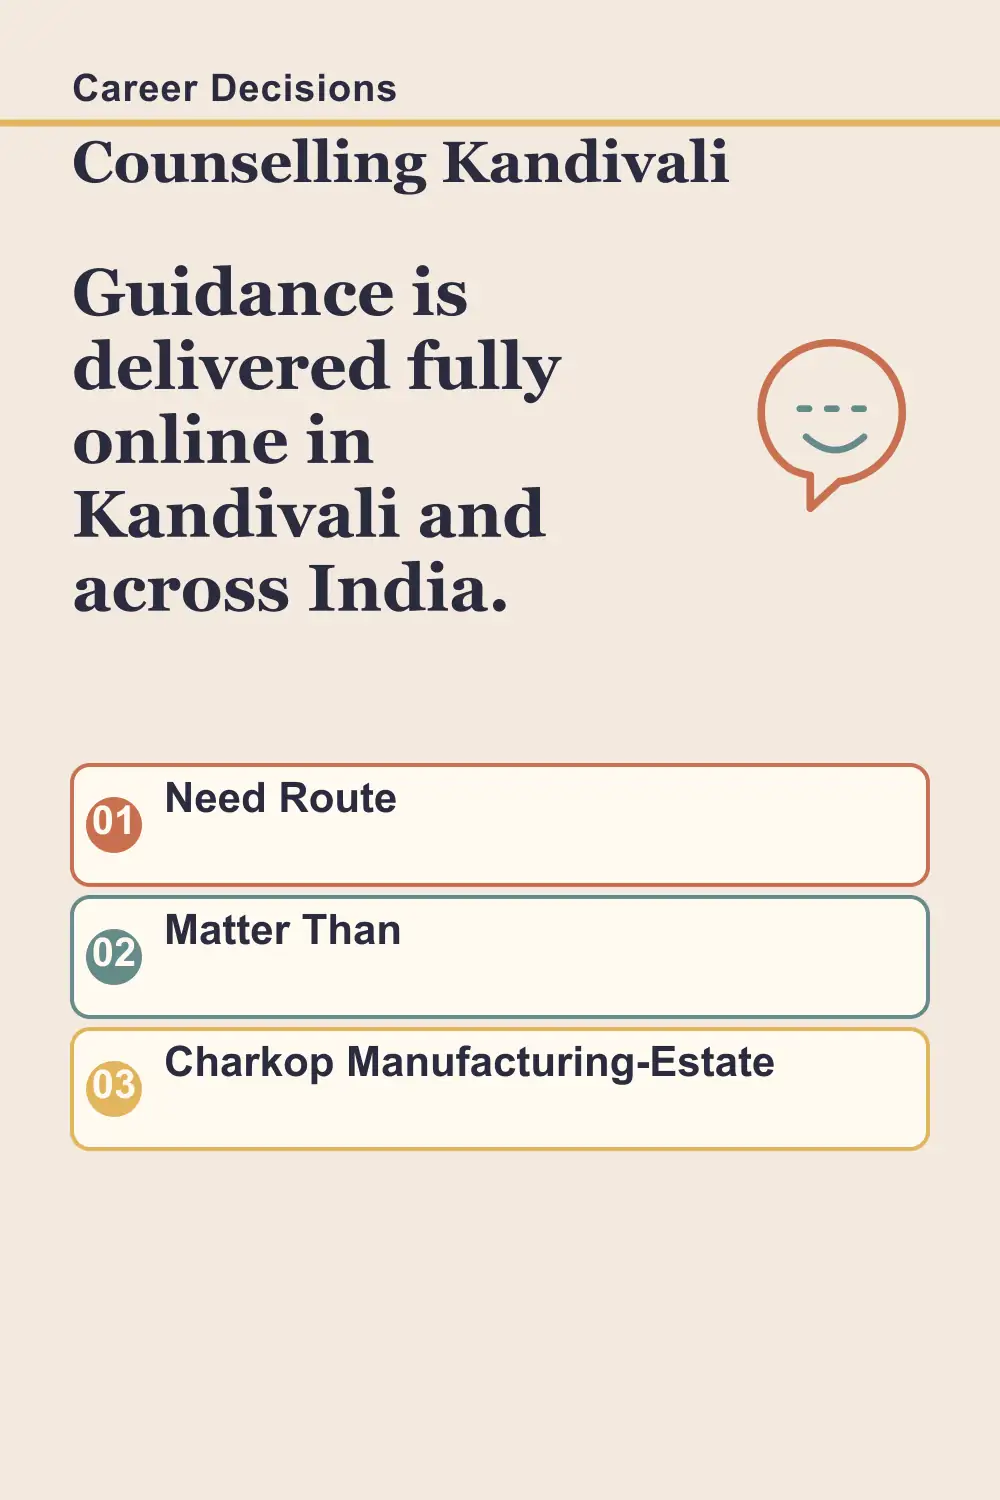 Career Decisions
Counselling Kandivali
Guidance is
delivered fully
online in
Kandivali and
across India.
01
Need Route
02
Matter Than
03
Charkop Manufacturing-Estate